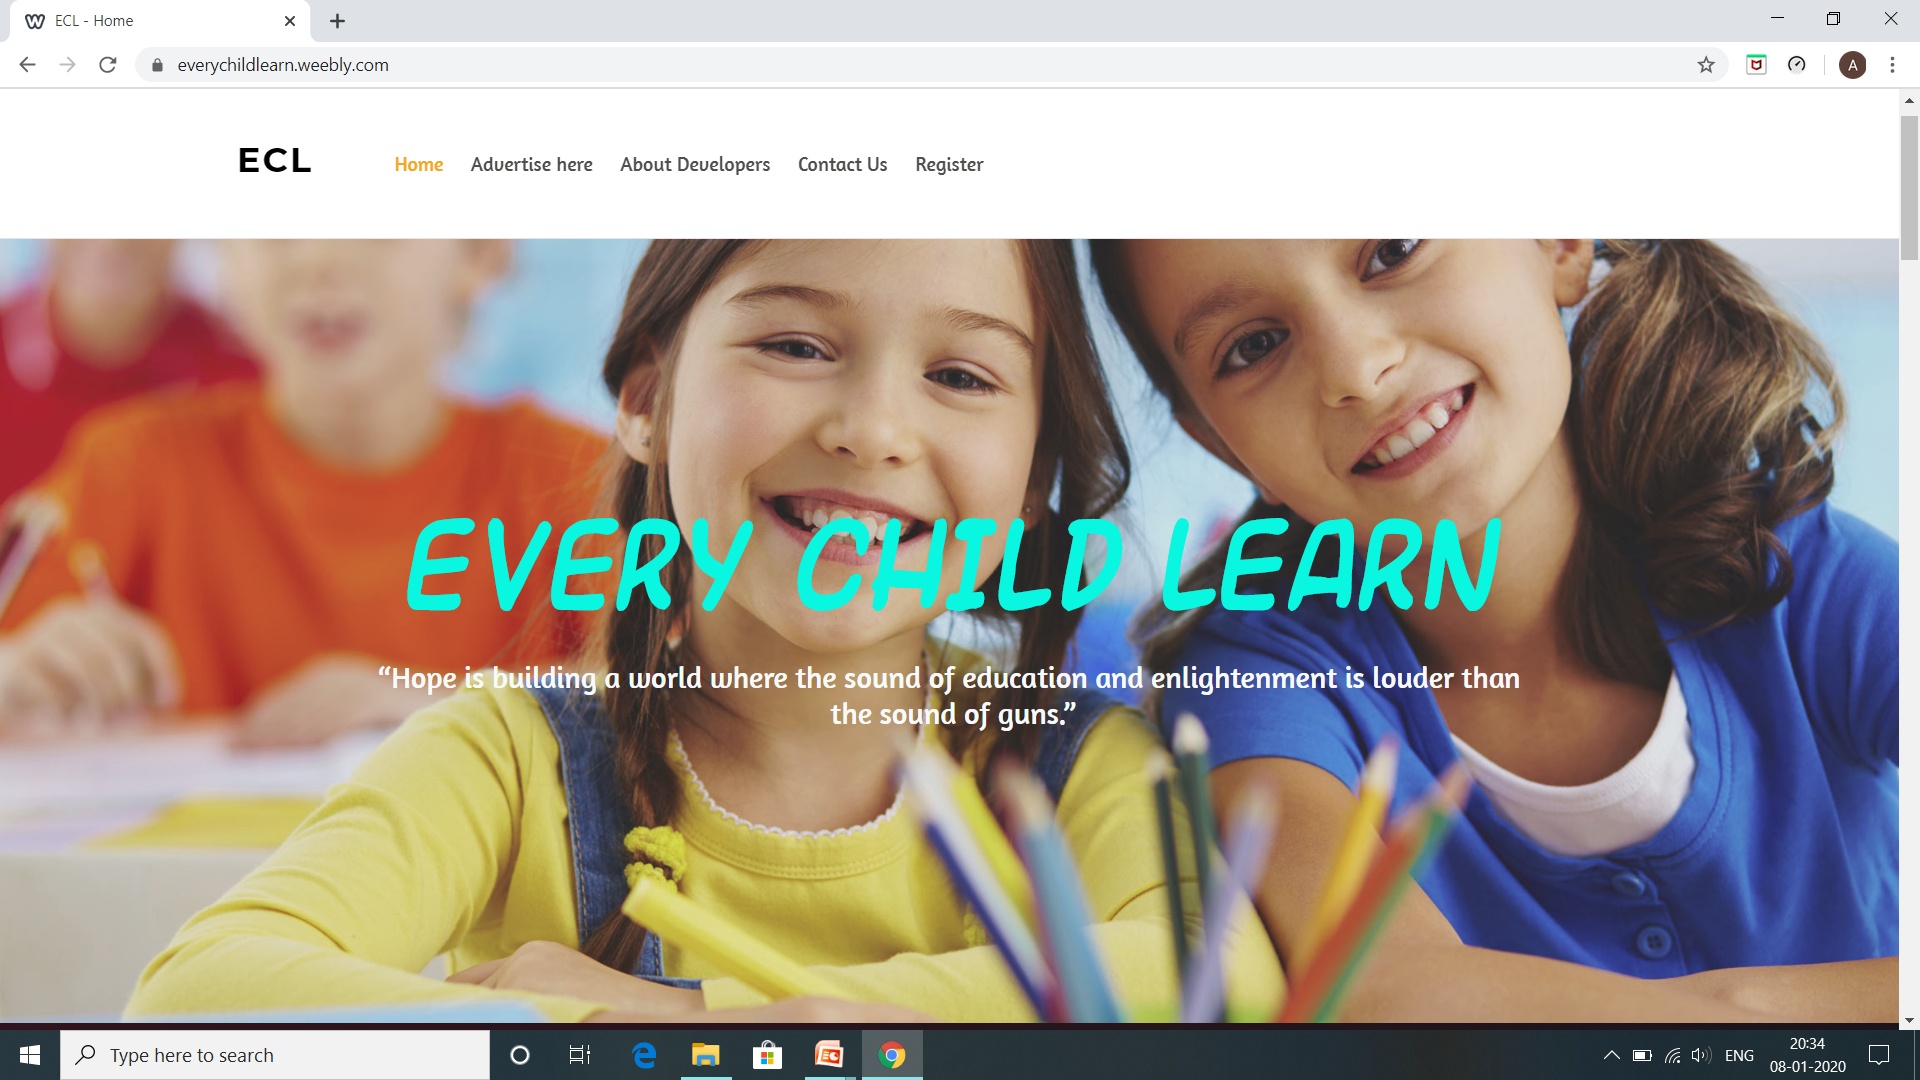 ECL - Home
everychildlearn.weebly.com
A
ECL
Home Advertise here About Developers Contact Us Register
EVERY CHILD LEARN
“Hope is building a world where the sound of education and enlightenment is louder than
the sound of guns.”
Type here to search
ENG
20:34
08-01-2020